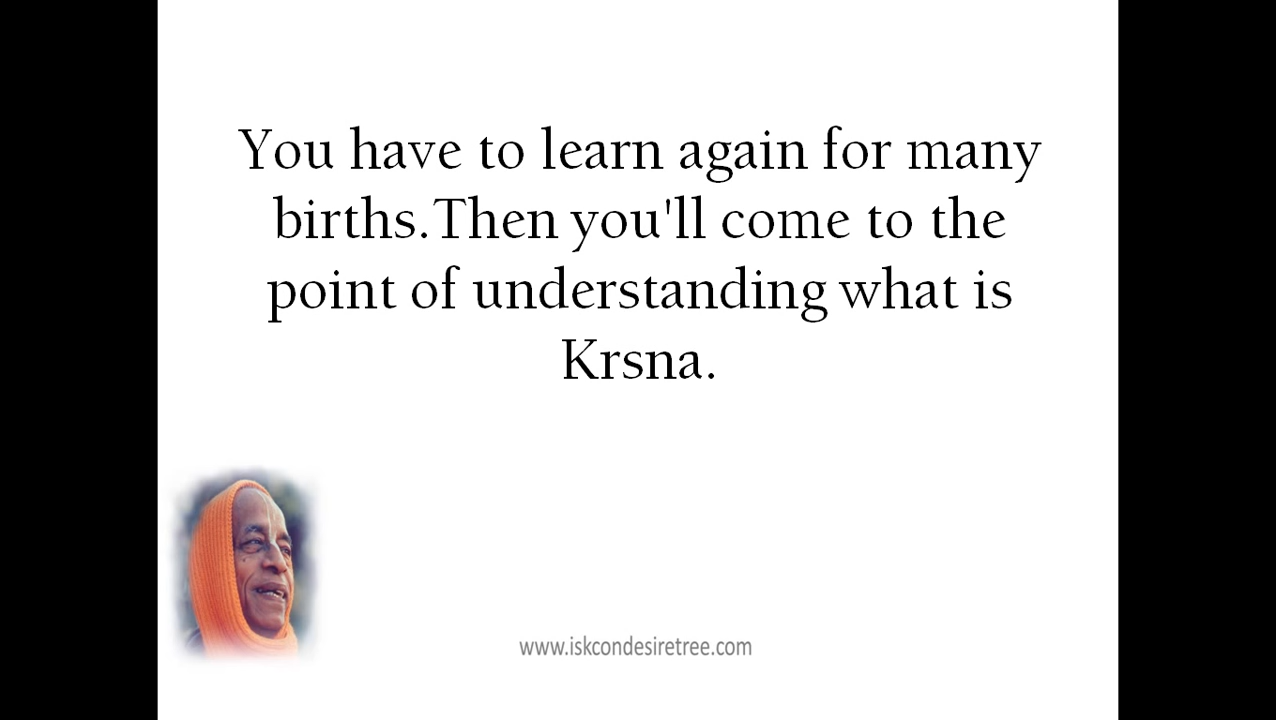 You have to learn again for many
births.Then you'll come to the
point of understanding what is
Krsna.
www.iskcondesiretree.com